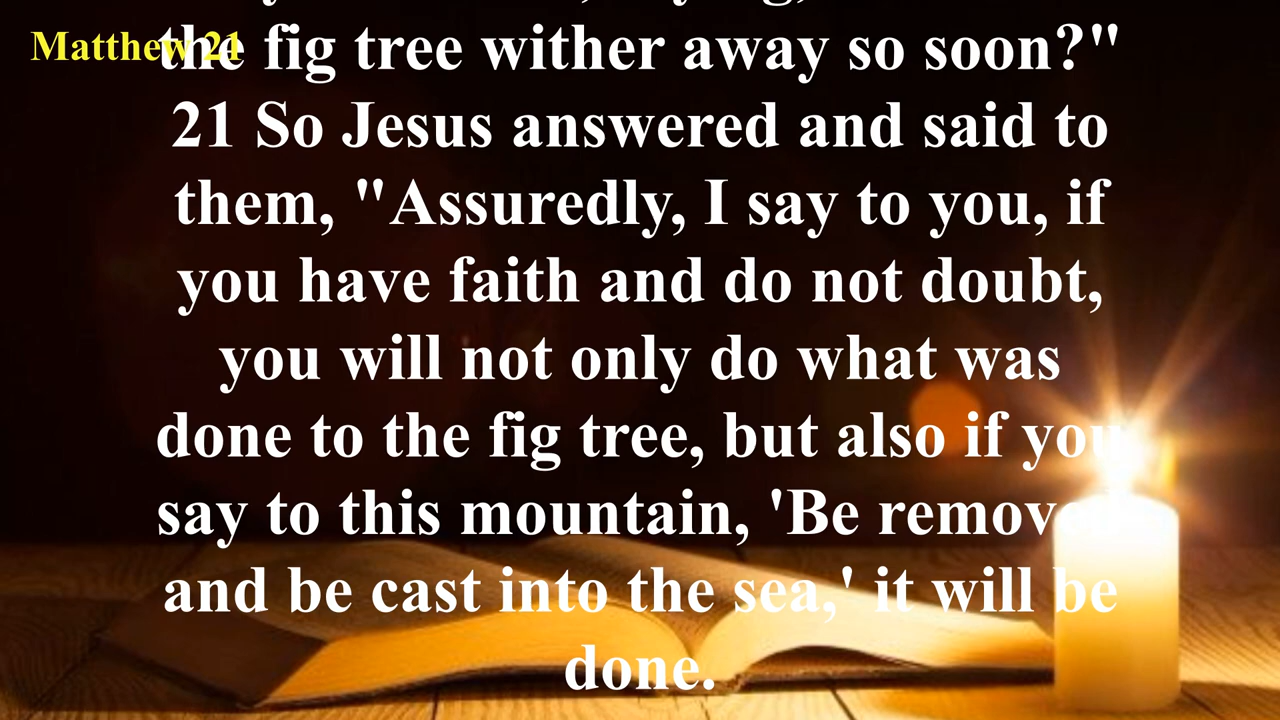 Matthew 21
the fig tree wither away so soon?"
21 So Jesus answered and said to
them, "Assuredly, I say to you, if
you have faith and do not doubt,
you will not only do what was
done to the fig tree, but also if you
say to this mountain, 'Be removed
and be cast into the sea,' it will be
done.